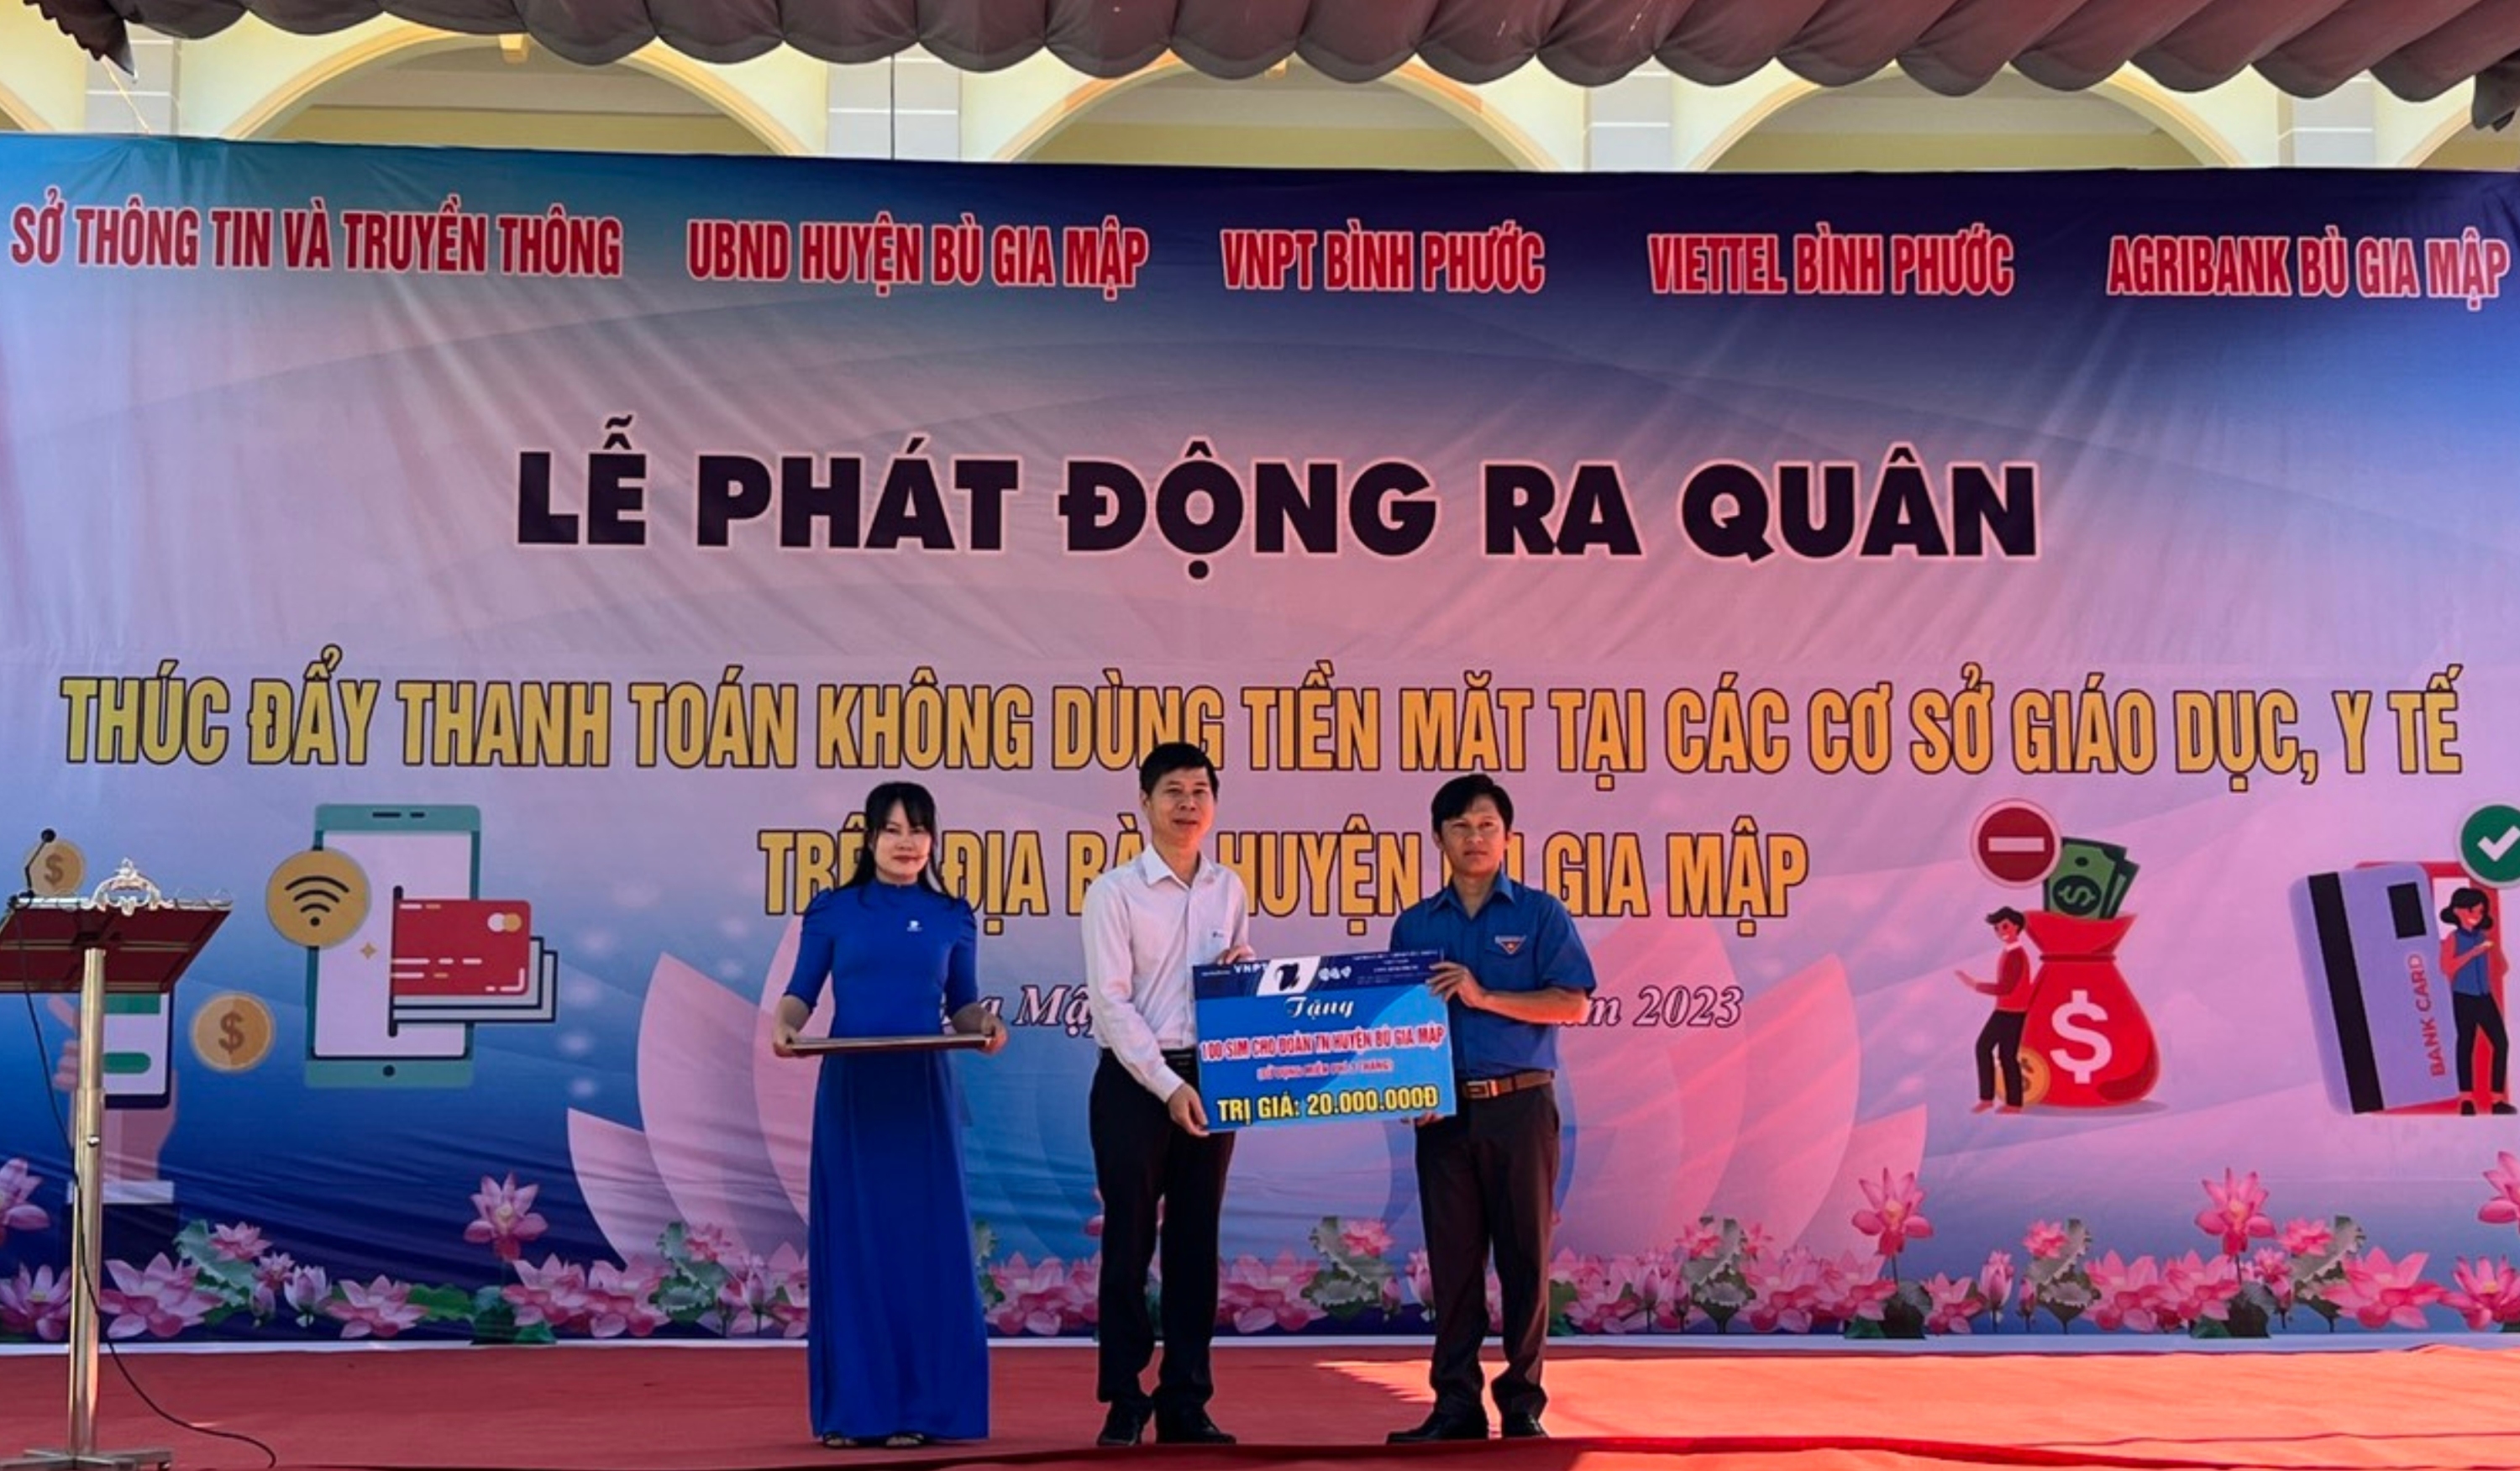 SỞ THÔNG TIN VÀ TRUYỀN THÔNG UBND HUYỆN BÙ GIA MẬP VNPT BÌNH PHƯỚC VIETTEL BÌNH PHƯỚC AGRIBANK BÙ GIA MẬP
LỄ PHÁT ĐỘNG RA QUÂN
THÚC ĐẨY THANH TOÁN KHÔNG DÙNG TIỀN MẶT TẠI CÁC CƠ SỞ GIÁO DỤC, Y TẾ
ĐỊA HUYỆN GIA MẬP
2023
VNPT
Tặng
100 SIM CHO ĐOÀN TN HUYỆN BÙ GIA MẬP
TRỊ GIÁ: 20.000.000Đ
BANK CARD